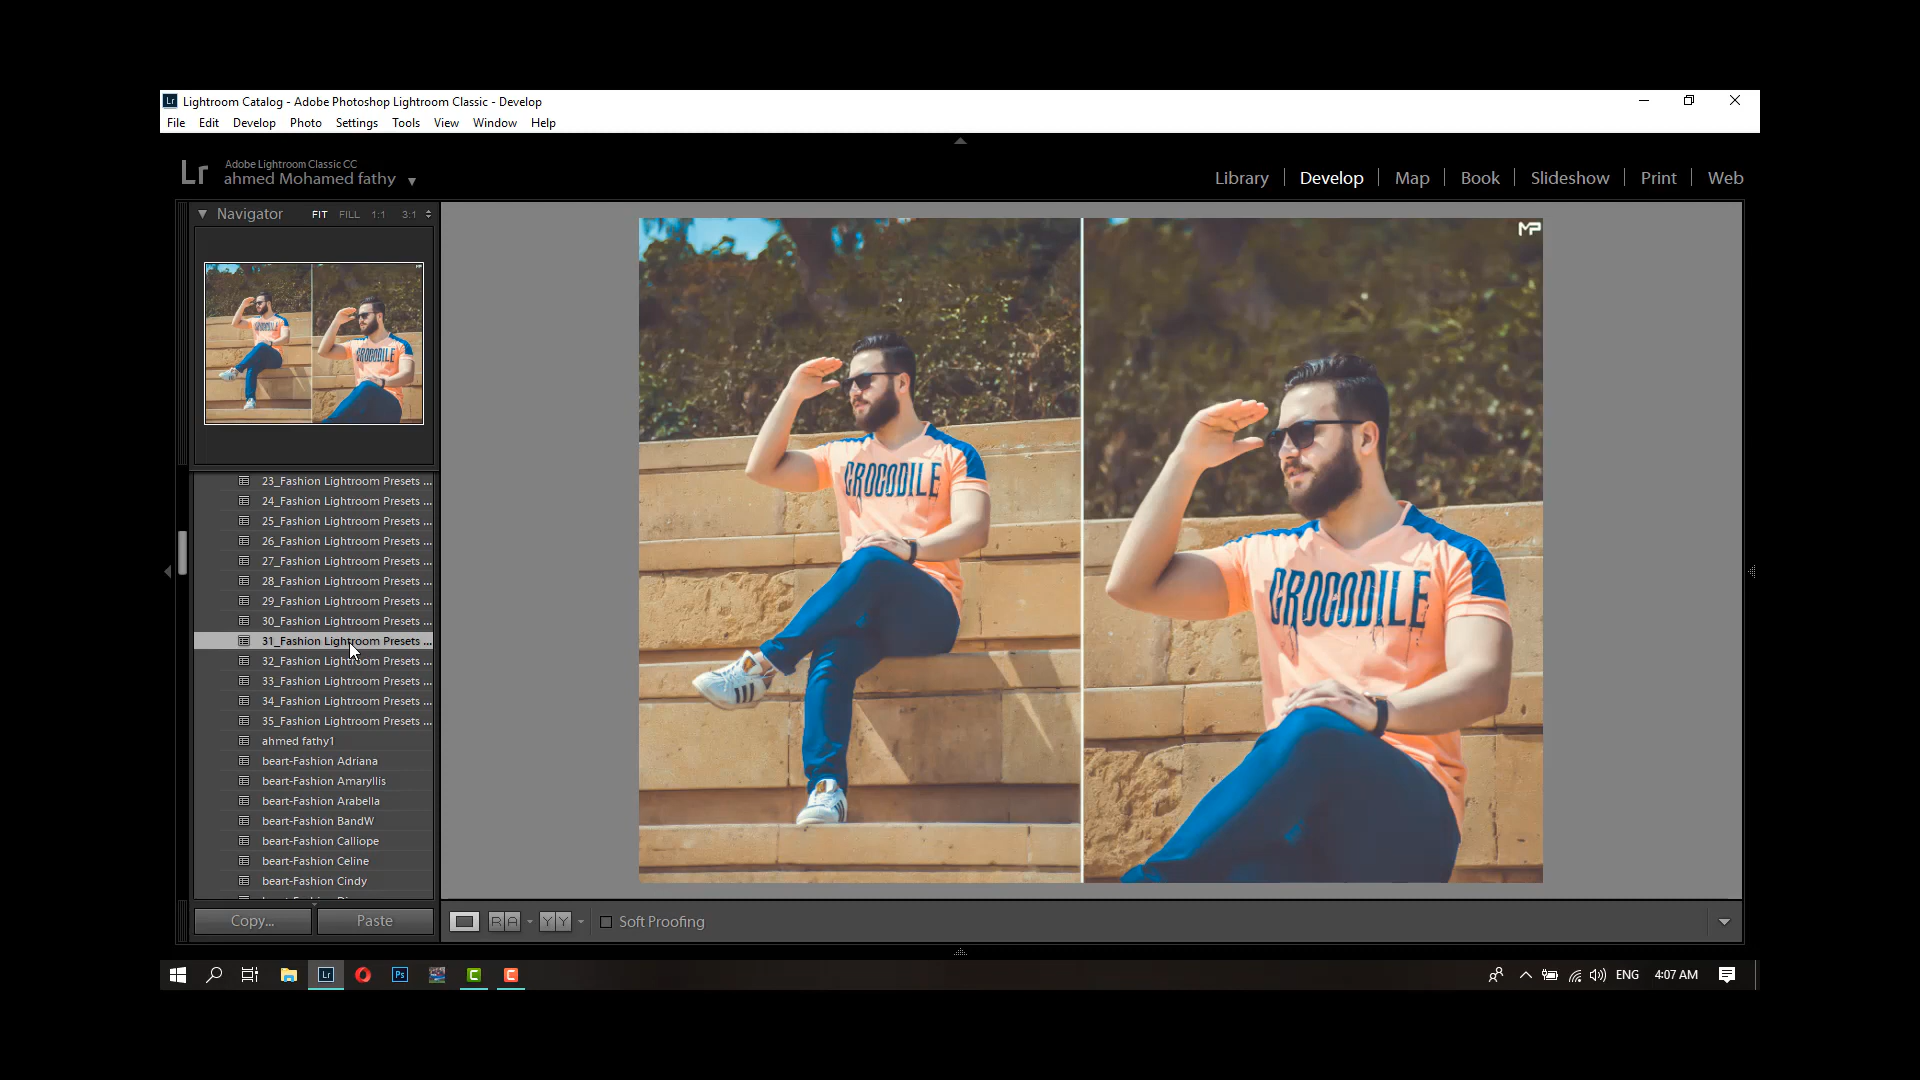 Lr Lightroom Catalog - Adobe Photoshop Lightroom Classic - Develop
File Edit Develop Photo Settings Tools View Window Help
Lr Adobe Lightroom Classic CC
ahmed Mohamed fathy
Library Develop Map Book Slideshow Print Web
Navigator FIT FILL 1:1 3:1
MP
CROCODILE
CROCODILE
23_Fashion Lightroom Presets ...
24_Fashion Lightroom Presets ...
25_Fashion Lightroom Presets ...
26_Fashion Lightroom Presets ...
27_Fashion Lightroom Presets ...
28_Fashion Lightroom Presets ...
29_Fashion Lightroom Presets ...
30_Fashion Lightroom Presets ...
31_Fashion Lightroom Presets ...
32_Fashion Lightroom Presets ...
33_Fashion Lightroom Presets ...
34_Fashion Lightroom Presets ...
35_Fashion Lightroom Presets ...
ahmed fathy1
beart-Fashion Adriana
beart-Fashion Amaryllis
beart-Fashion Arabella
beart-Fashion BandW
beart-Fashion Calliope
beart-Fashion Celine
beart-Fashion Cindy
Copy... Paste
R A Y Y Soft Proofing
Lr Ps C C ENG 4:07 AM